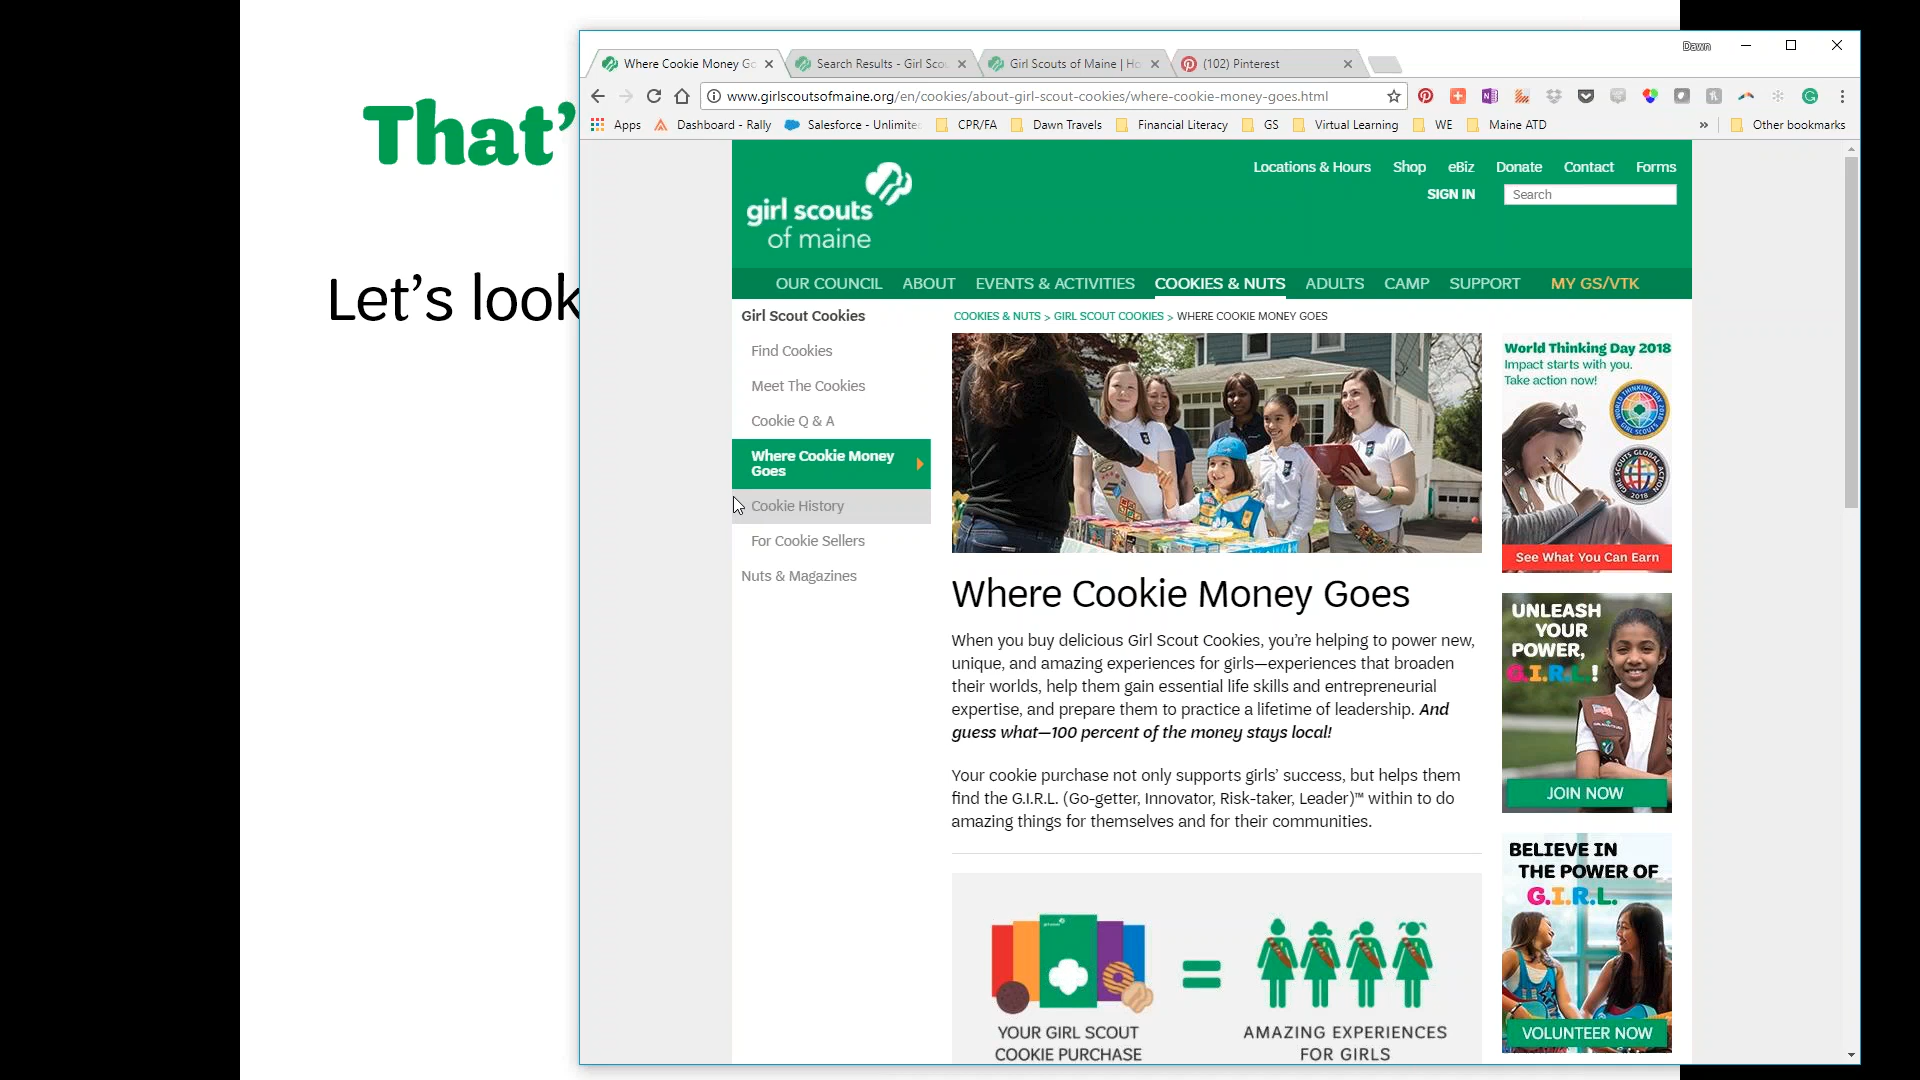 That'
Let's look
Dawn
Where Cookie Money Go
Search Results - Girl Scou
Girl Scouts of Maine | Ho
(102) Pinterest
www.girlscoutsofmaine.org/en/cookies/about-girl-scout-cookies/where-cookie-money-goes.html
Apps
Dashboard - Rally
Salesforce - Unlimite
CPR/FA
Dawn Travels
Financial Literacy
GS
Virtual Learning
WE
Maine ATD
»
Other bookmarks
girl scouts
of maine
Locations & Hours
Shop
eBiz
Donate
Contact
Forms
SIGN IN
Search
OUR COUNCIL
ABOUT
EVENTS & ACTIVITIES
COOKIES & NUTS
ADULTS
CAMP
SUPPORT
MY GS/VTK
Girl Scout Cookies
Find Cookies
Meet The Cookies
Cookie Q & A
Where Cookie Money
Goes
Cookie History
For Cookie Sellers
Nuts & Magazines
COOKIES & NUTS > GIRL SCOUT COOKIES > WHERE COOKIE MONEY GOES
Where Cookie Money Goes
When you buy delicious Girl Scout Cookies, you're helping to power new,
unique, and amazing experiences for girls—experiences that broaden
their worlds, help them gain essential life skills and entrepreneurial
expertise, and prepare them to practice a lifetime of leadership. And
guess what—100 percent of the money stays local!
Your cookie purchase not only supports girls' success, but helps them
find the G.I.R.L. (Go-getter, Innovator, Risk-taker, Leader)™ within to do
amazing things for themselves and for their communities.
YOUR GIRL SCOUT
COOKIE PURCHASE
=
AMAZING EXPERIENCES
FOR GIRLS
World Thinking Day 2018
Impact starts with you.
Take action now!
See What You Can Earn
UNLEASH
YOUR
POWER,
G.I.R.L.!
JOIN NOW
BELIEVE IN
THE POWER OF
G.I.R.L.
VOLUNTEER NOW